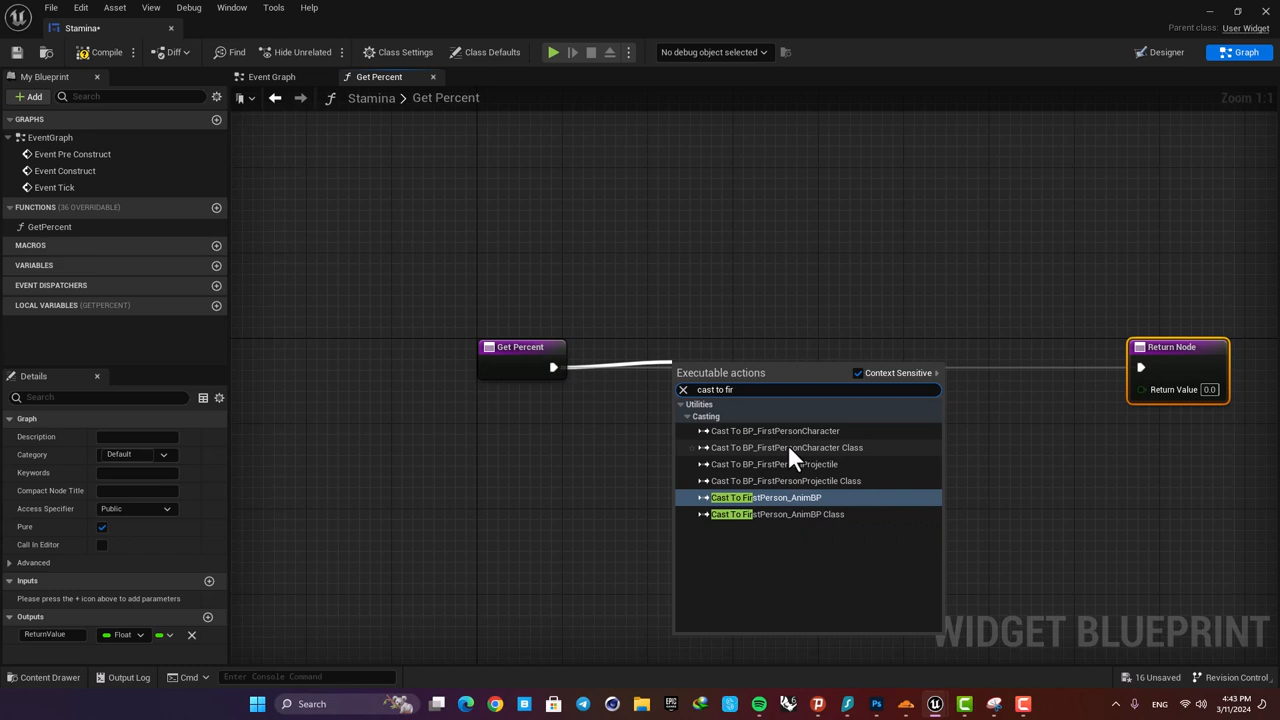 File Edit Asset View Debug Window Tools Help
Stamina•
Parent class: User Widget
Compile Diff Find Hide Unrelated Class Settings Class Defaults No debug object selected Designer Graph
My Blueprint
Event Graph
Get Percent
Add Search
Stamina > Get Percent
Zoom 1:1
GRAPHS
EventGraph
Event Pre Construct
Event Construct
Event Tick
FUNCTIONS (36 OVERRIDABLE)
GetPercent
MACROS
VARIABLES
EVENT DISPATCHERS
LOCAL VARIABLES (GETPERCENT)
Get Percent
Return Node
Return Value 0.0
Executable actions
Context Sensitive
cast to fir
Utilities
Casting
Cast To BP_FirstPersonCharacter
Cast To BP_FirstPersonCharacter Class
Cast To BP_FirstPersonProjectile
Cast To BP_FirstPersonProjectile Class
Cast To FirstPerson_AnimBP
Cast To FirstPerson_AnimBP Class
Details
Search
Graph
Description
Category Default
Keywords
Compact Node Title
Access Specifier Public
Pure
Call In Editor
Advanced
Inputs
Please press the + icon above to add parameters
Outputs
ReturnValue Float
WIDGET BLUEPRINT
Content Drawer Output Log Cmd Enter Console Command 16 Unsaved Revision Control
Search
4:43 PM
3/11/2024